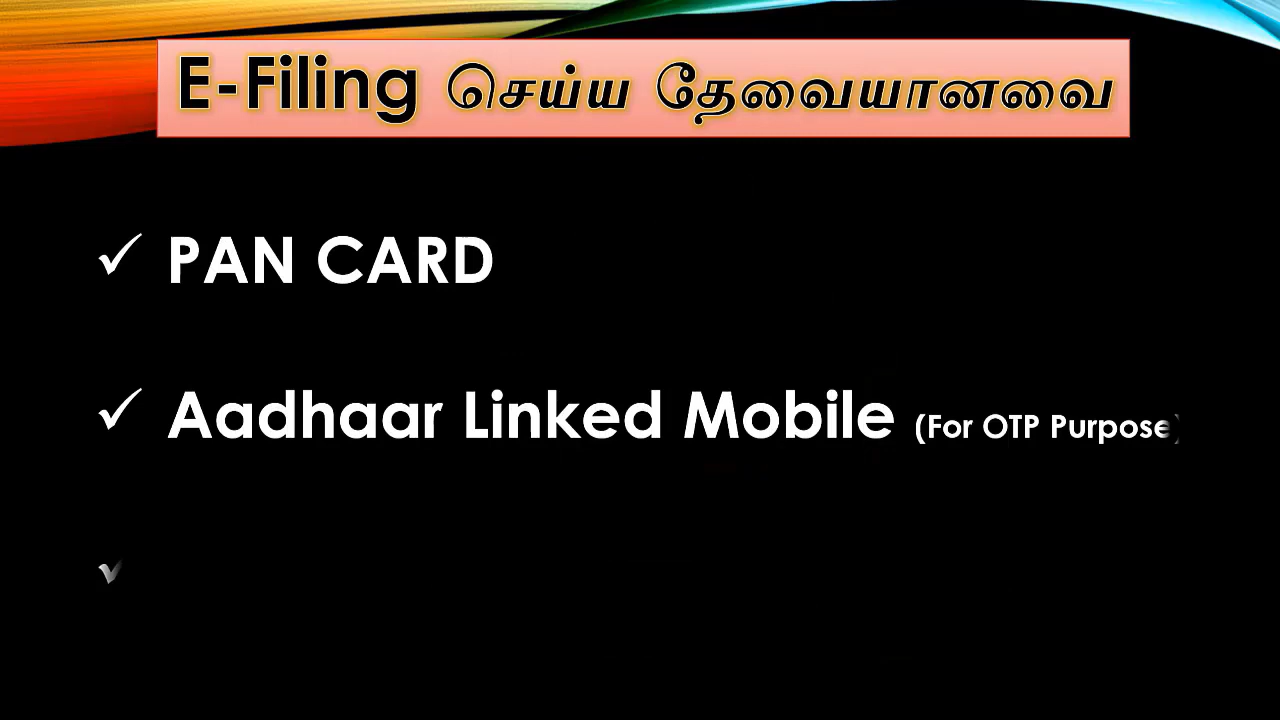 E-Filing செய்ய தேவையானவை
✓ PAN CARD
✓ Aadhaar Linked Mobile (For OTP Purpose)
✓